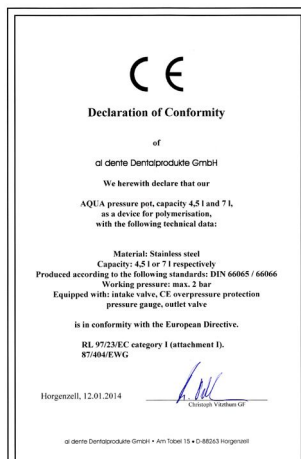 CE
Declaration of Conformity
of
al dente Dentalprodukte GmbH
We herewith declare that our
AQUA pressure pot, capacity 4,5 l and 7 l,
as a device for polymerisation,
with the following technical data:
Material: Stainless steel
Capacity: 4,5 l or 7 l respectively
Produced according to the following standards: DIN 66065 / 66066
Working pressure: max. 2 bar
Equipped with: intake valve, CE overpressure protection
pressure gauge, outlet valve
is in conformity with the European Directive.
RL 97/23/EC category I (attachment I).
87/404/EWG
Horgenzell, 12.01.2014
Christoph Vitzthum GF
al dente Dentalprodukte GmbH • Am Tobel 15 • D-88263 Horgenzell